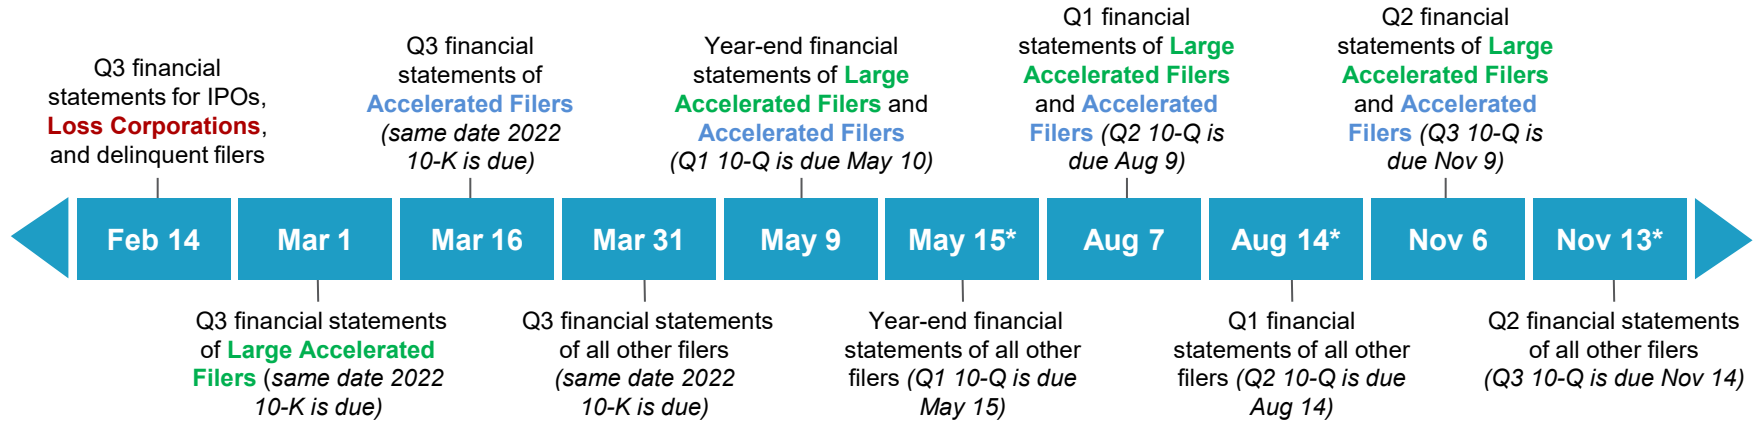 Q3 financial
statements for IPOs,
Loss Corporations,
and delinquent filers
Q3 financial
statements of
Accelerated Filers
(same date 2022
10-K is due)
Year-end financial
statements of Large
Accelerated Filers and
Accelerated Filers
(Q1 10-Q is due May 10)
Q1 financial
statements of Large
Accelerated Filers
and Accelerated
Filers (Q2 10-Q is
due Aug 9)
Q2 financial
statements of Large
Accelerated Filers
and Accelerated
Filers (Q3 10-Q is
due Nov 9)
Feb 14
Mar 1
Mar 16
Mar 31
May 9
May 15*
Aug 7
Aug 14*
Nov 6
Nov 13*
Q3 financial statements
of Large Accelerated
Filers (same date 2022
10-K is due)
Q3 financial statements
of all other filers
(same date 2022
10-K is due)
Year-end financial
statements of all other
filers (Q1 10-Q is due
May 15)
Q1 financial
statements of all other
filers (Q2 10-Q is due
Aug 14)
Q2 financial statements
of all other filers
(Q3 10-Q is due Nov 14)